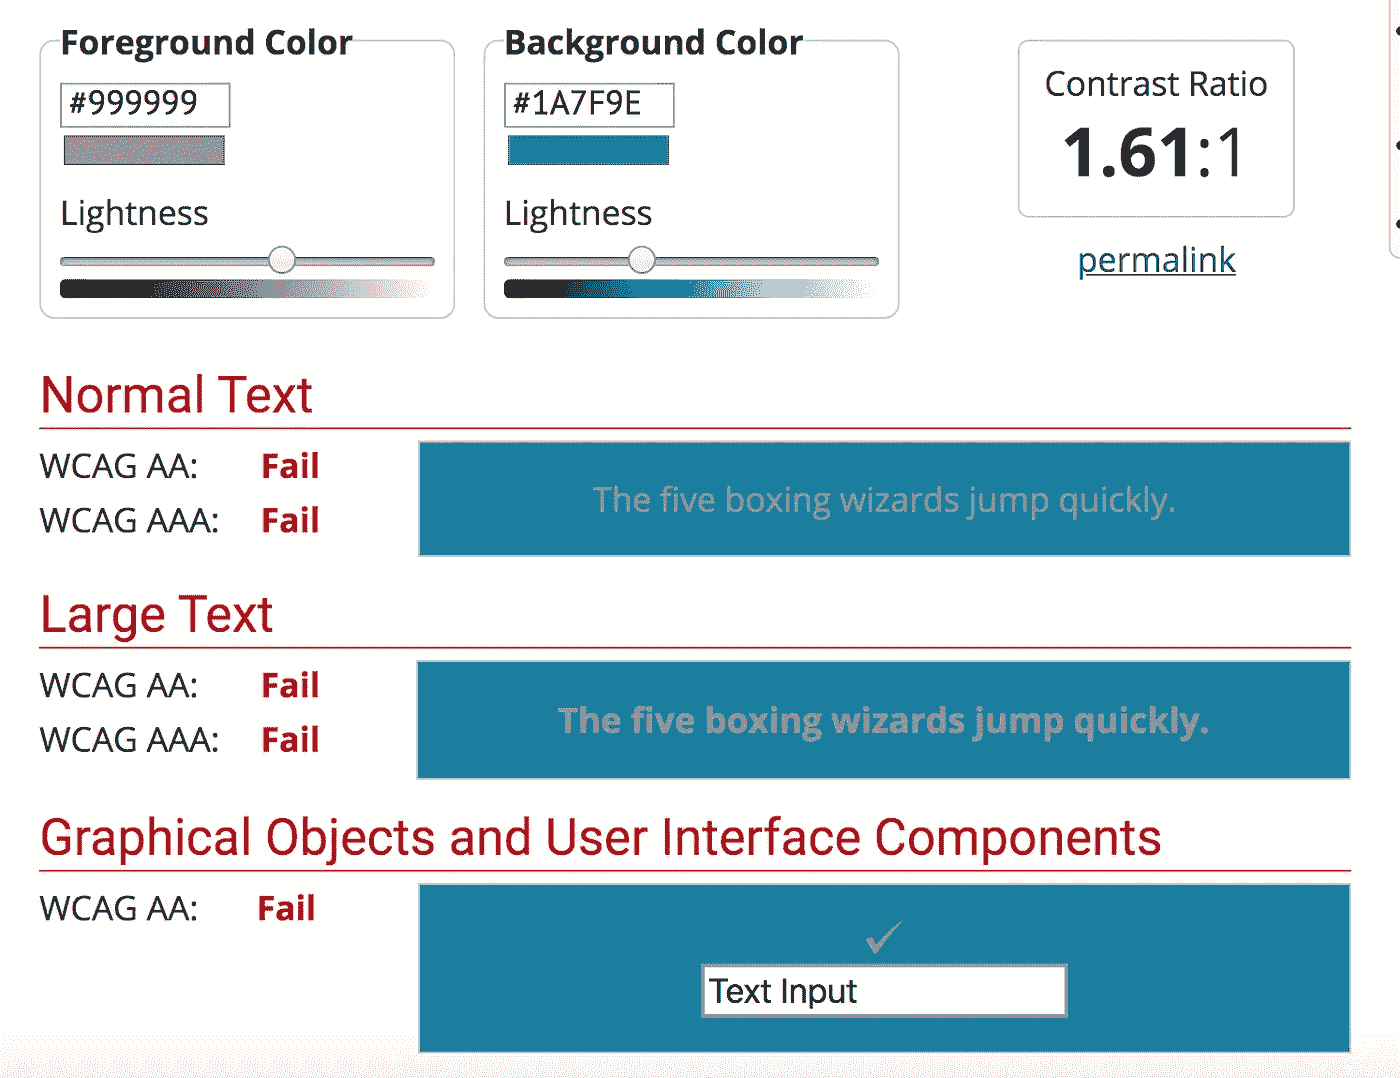 Foreground Color
Background Color
#999999
#1A7F9E
Contrast Ratio
1.61:1
Lightness
Lightness
permalink
Normal Text
WCAG AA: Fail
WCAG AAA: Fail
The five boxing wizards jump quickly.
Large Text
WCAG AA: Fail
WCAG AAA: Fail
The five boxing wizards jump quickly.
Graphical Objects and User Interface Components
WCAG AA: Fail
✓
Text Input